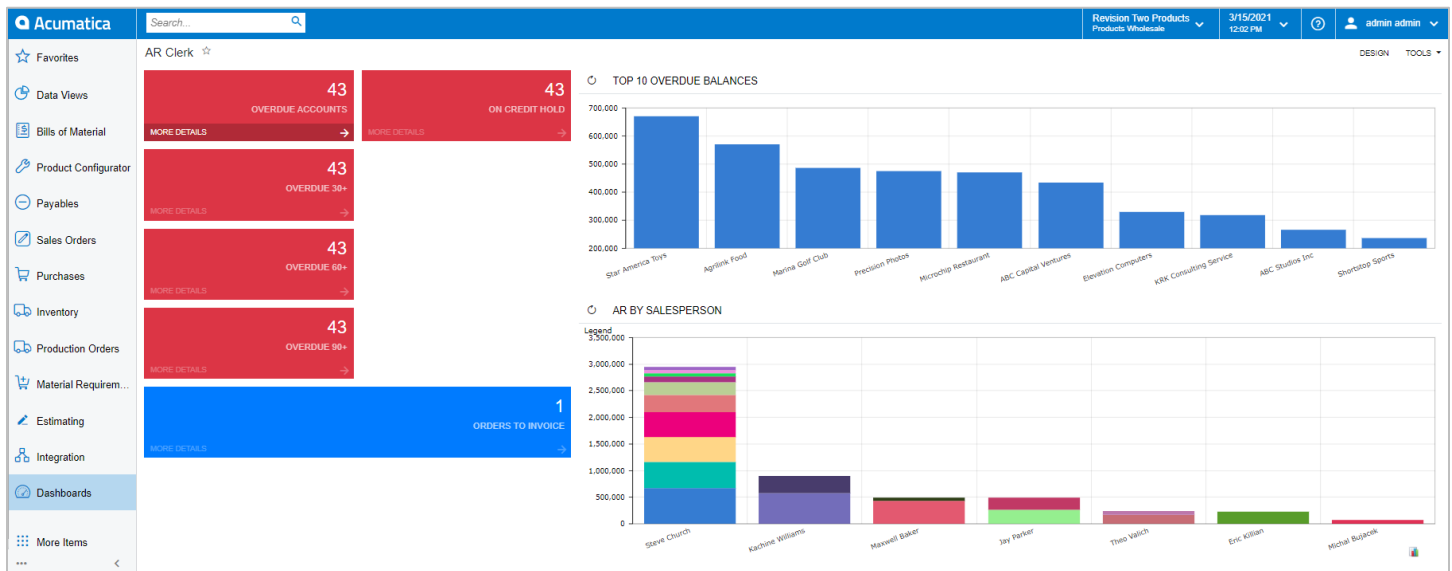 Acumatica
Search...
Revision Two Products
Products Wholesale
3/15/2021
12:02 PM
admin admin
Favorites
Data Views
Bills of Material
Product Configurator
Payables
Sales Orders
Purchases
Inventory
Production Orders
Material Requirem...
Estimating
Integration
Dashboards
More Items
AR Clerk
DESIGN TOOLS
43
OVERDUE ACCOUNTS
MORE DETAILS
43
ON CREDIT HOLD
MORE DETAILS
43
OVERDUE 30+
MORE DETAILS
43
OVERDUE 60+
MORE DETAILS
43
OVERDUE 90+
MORE DETAILS
1
ORDERS TO INVOICE
MORE DETAILS
TOP 10 OVERDUE BALANCES
700,000
600,000
500,000
400,000
300,000
200,000
Star America Toys
Agrilink Food
Marina Golf Club
Precision Photos
Microchip Restaurant
ABC Capital Ventures
Elevation Computers
KRK Consulting Service
ABC Studios Inc
Shortstop Sports
AR BY SALESPERSON
Legend
3,500,000
3,000,000
2,500,000
2,000,000
1,500,000
1,000,000
500,000
0
Steve Church
Kachine Williams
Maxwell Baker
Jay Parker
Theo Valich
Eric Killian
Michal Bujacek